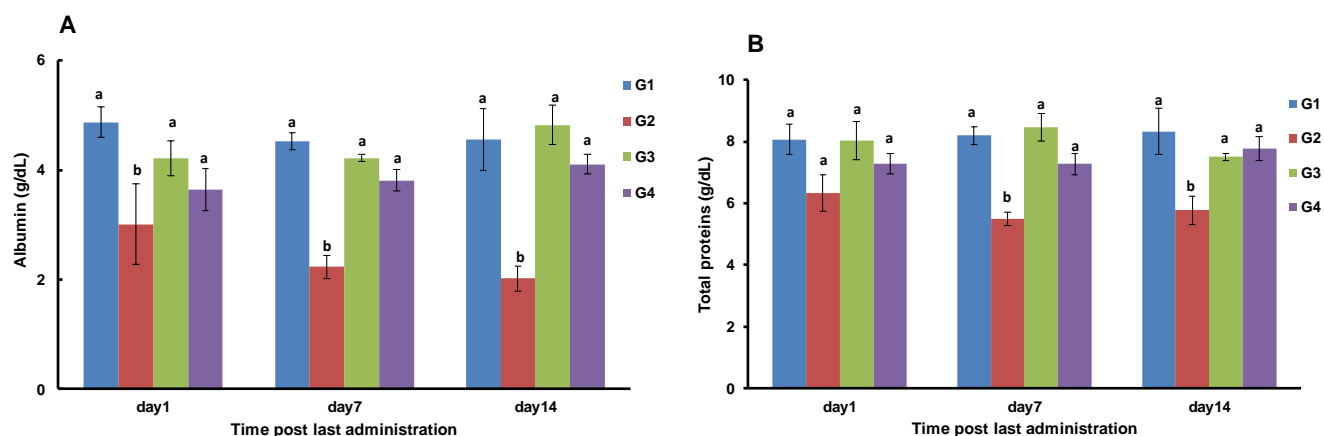 A
Albumin (g/dL)
6
4
2
0
a b a a
a b a a
a b a a
day1 day7 day14
Time post last administration
G1
G2
G3
G4
B
Total proteins (g/dL)
10
8
6
4
2
0
a a a a
a b a a
a b a a
day1 day7 day14
Time post last administration
G1
G2
G3
G4